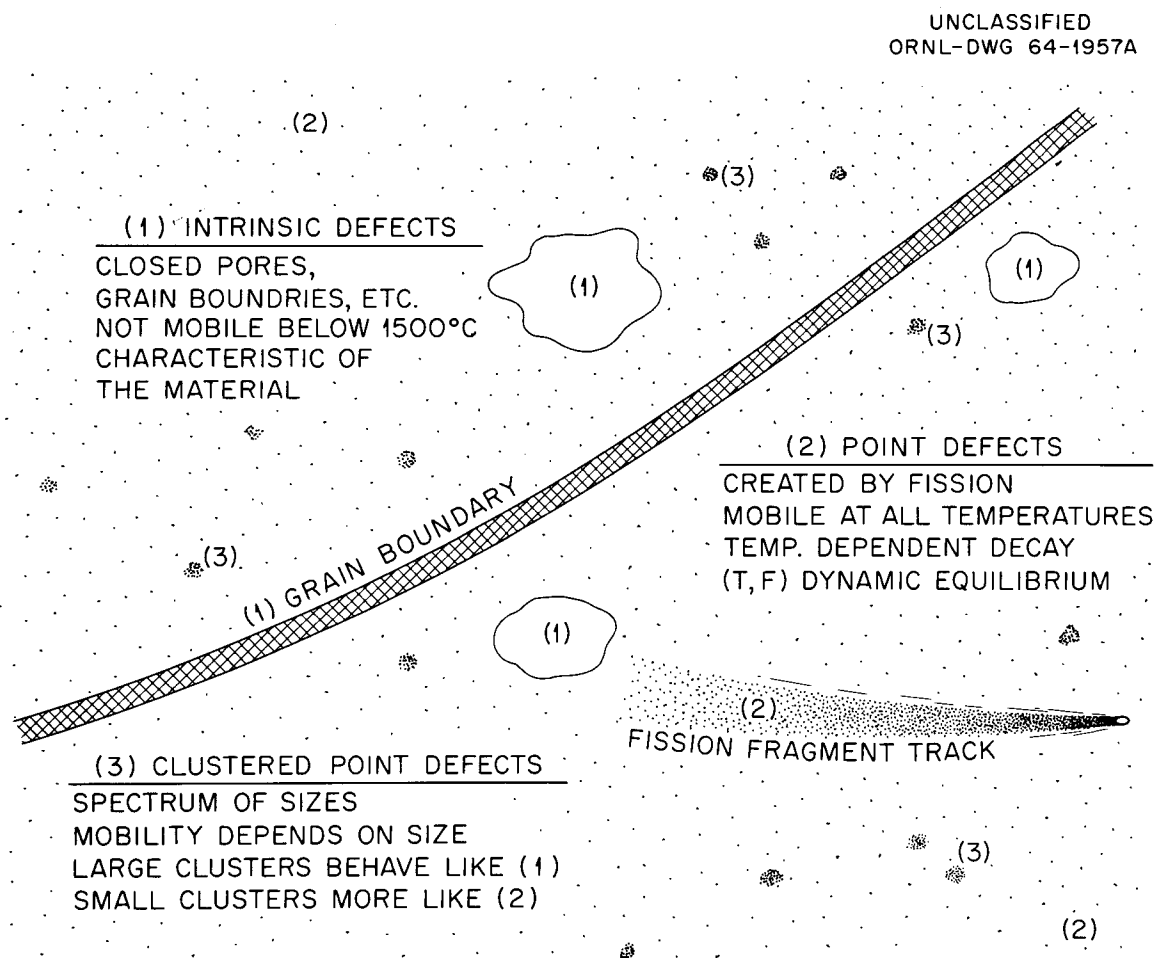 UNCLASSIFIED
ORNL-DWG 64-1957A
(2)
(3)
(1) INTRINSIC DEFECTS
CLOSED PORES,
GRAIN BOUNDRIES, ETC.
NOT MOBILE BELOW 1500°C
CHARACTERISTIC OF
THE MATERIAL
(1)
(1)
(3)
(2) POINT DEFECTS
CREATED BY FISSION
MOBILE AT ALL TEMPERATURES
TEMP. DEPENDENT DECAY
(T,F) DYNAMIC EQUILIBRIUM
(3)
(1) GRAIN BOUNDARY
(1)
(2)
FISSION FRAGMENT TRACK
(3) CLUSTERED POINT DEFECTS
SPECTRUM OF SIZES
MOBILITY DEPENDS ON SIZE
LARGE CLUSTERS BEHAVE LIKE (1)
SMALL CLUSTERS MORE LIKE (2)
(3)
(2)